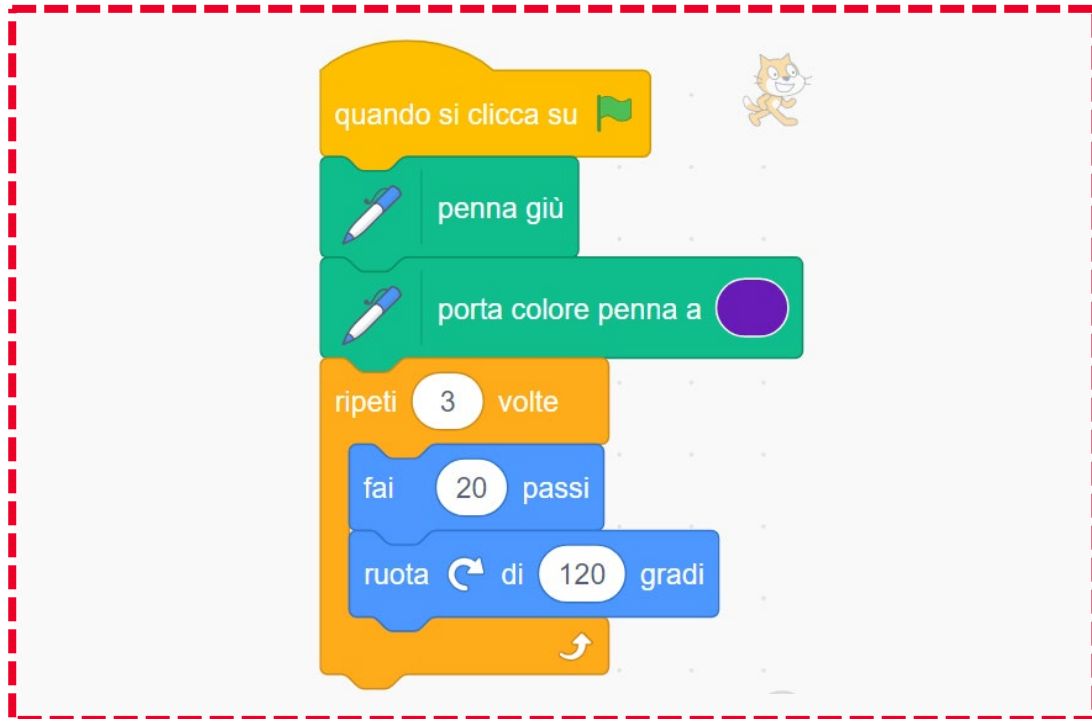 quando si clicca su
penna giù
porta colore penna a
ripeti 3 volte
fai 20 passi
ruota di 120 gradi